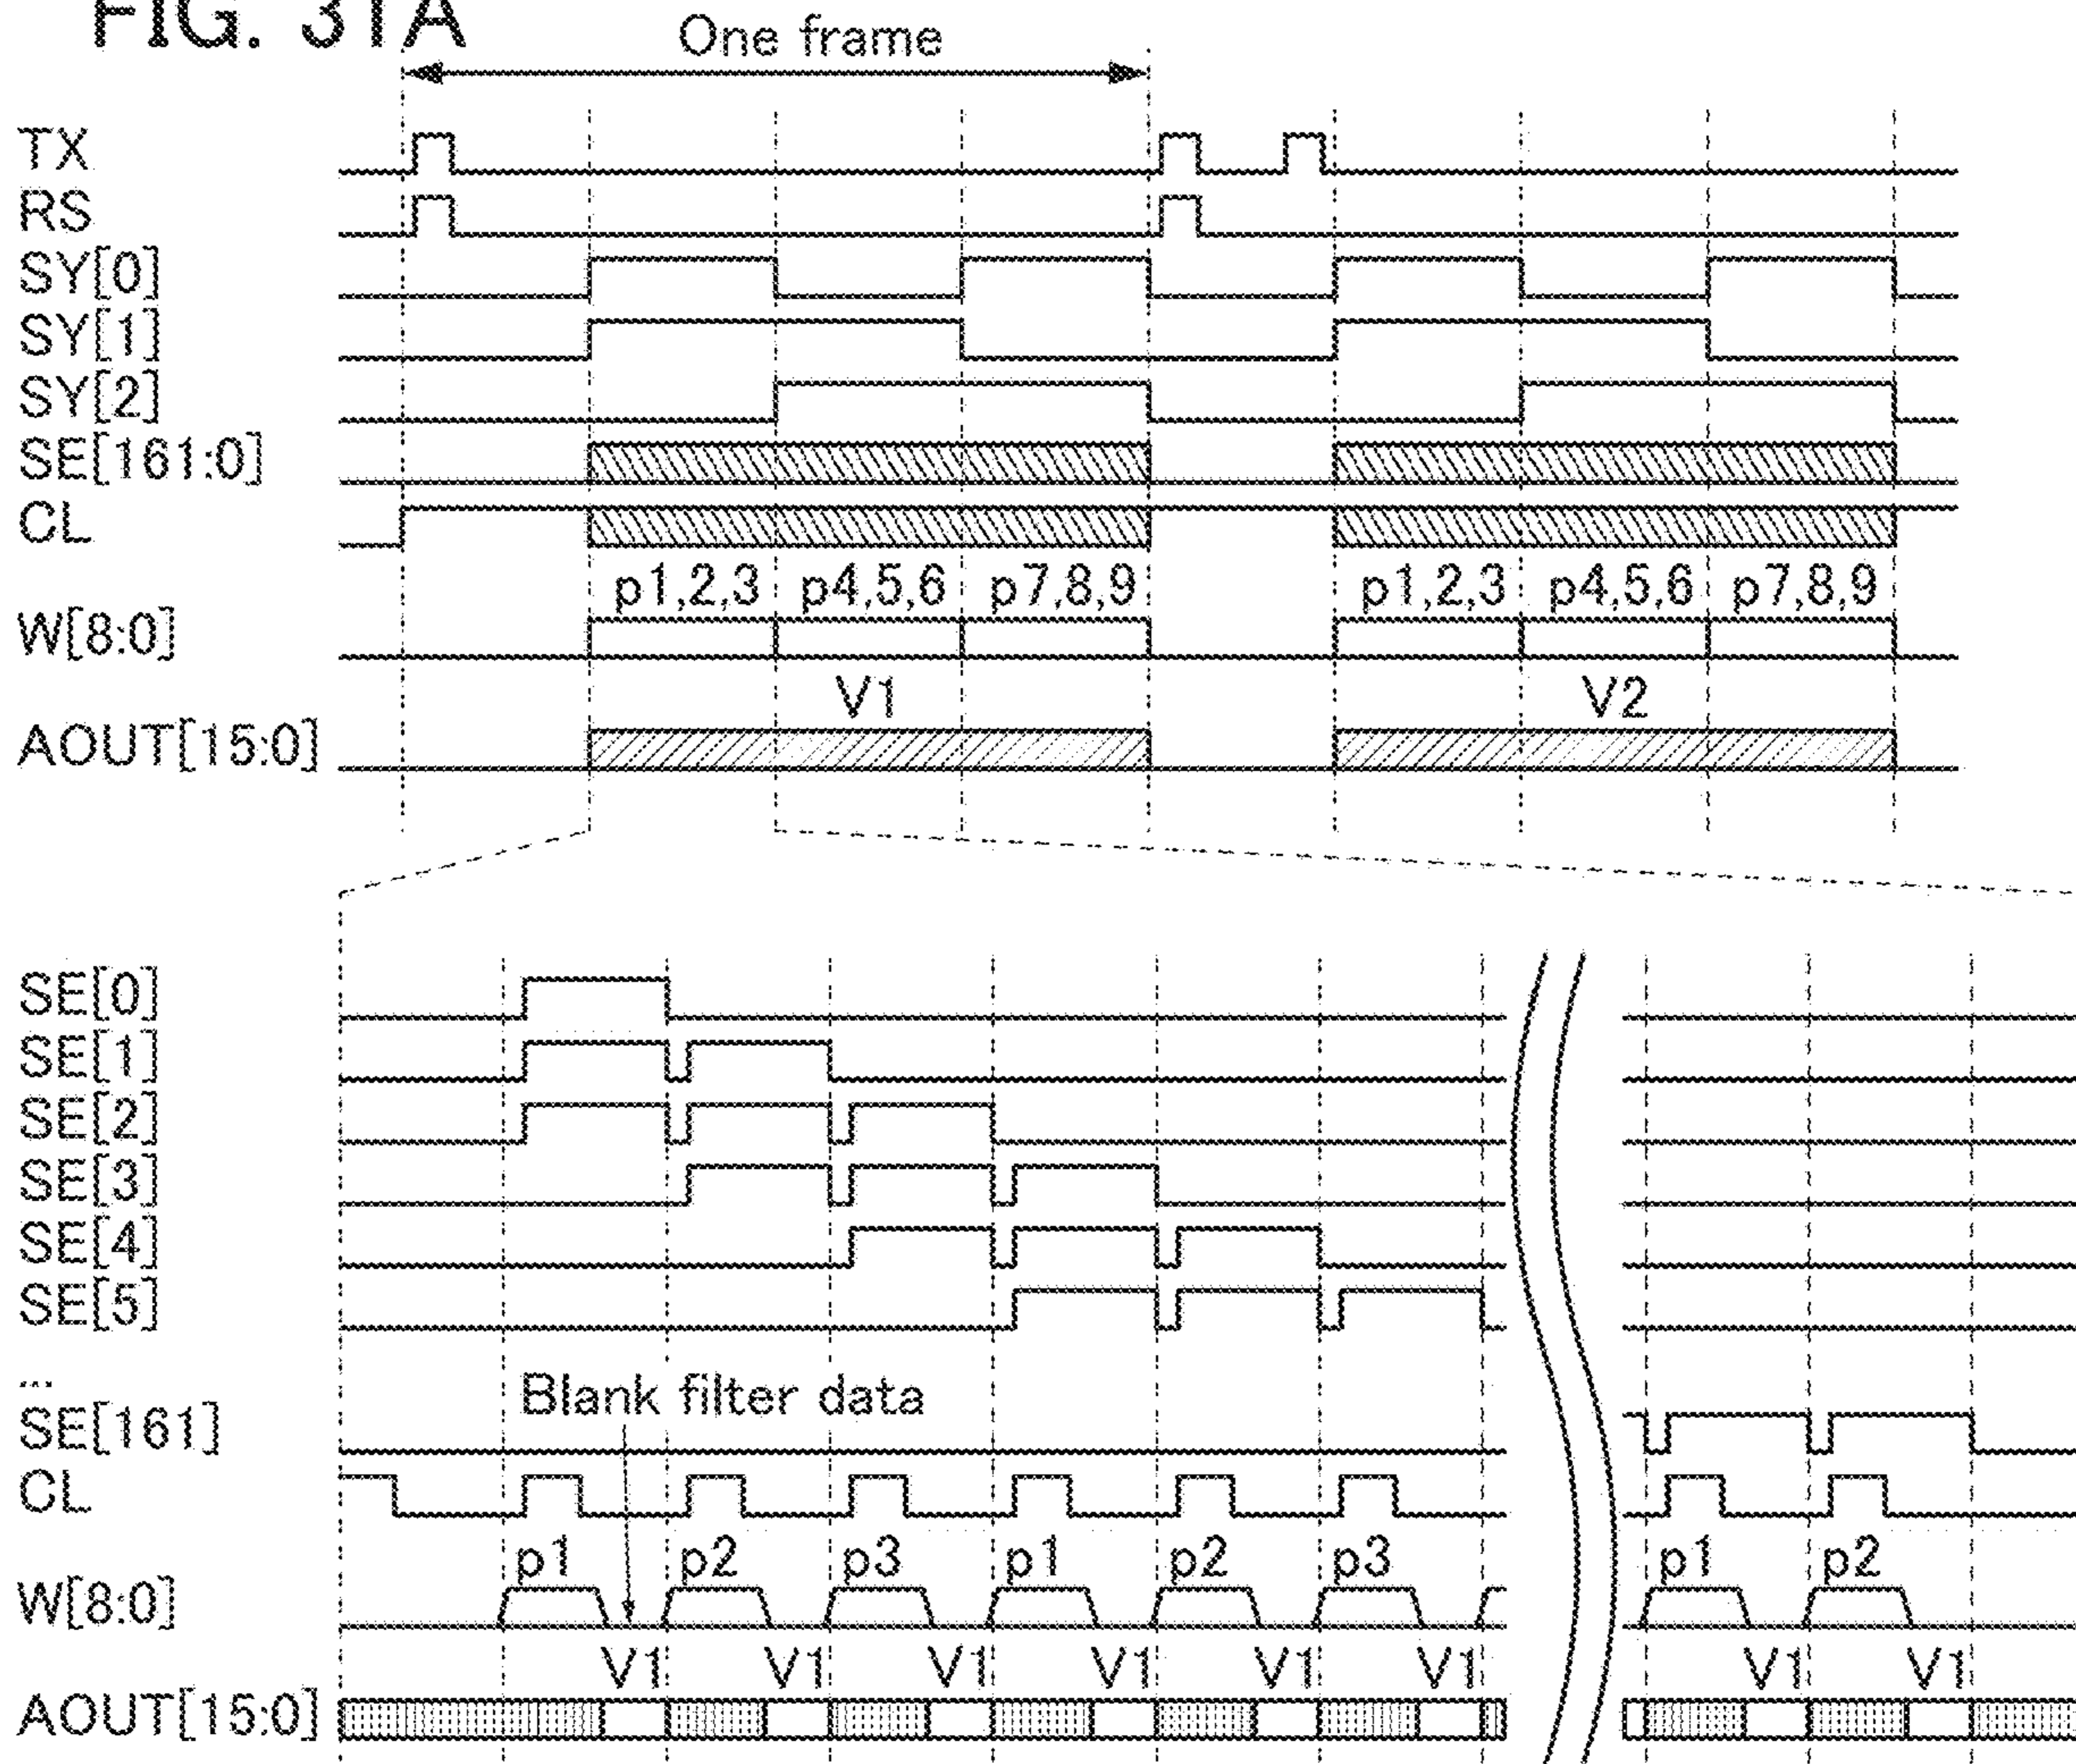 FIG. 31A
One frame
TX
RS
SY[0]
SY[1]
SY[2]
SE[161:0]
CL
p1,2,3 p4,5,6 p7,8,9 p1,2,3 p4,5,6 p7,8,9
W[8:0]
V1 V2
AOUT[15:0]
SE[0]
SE[1]
SE[2]
SE[3]
SE[4]
SE[5]
...
Blank filter data
SE[161]
CL
p1 p2 p3 p1 p2 p3 p1 p2
W[8:0]
V1 V1 V1 V1 V1 V1 V1 V1
AOUT[15:0]